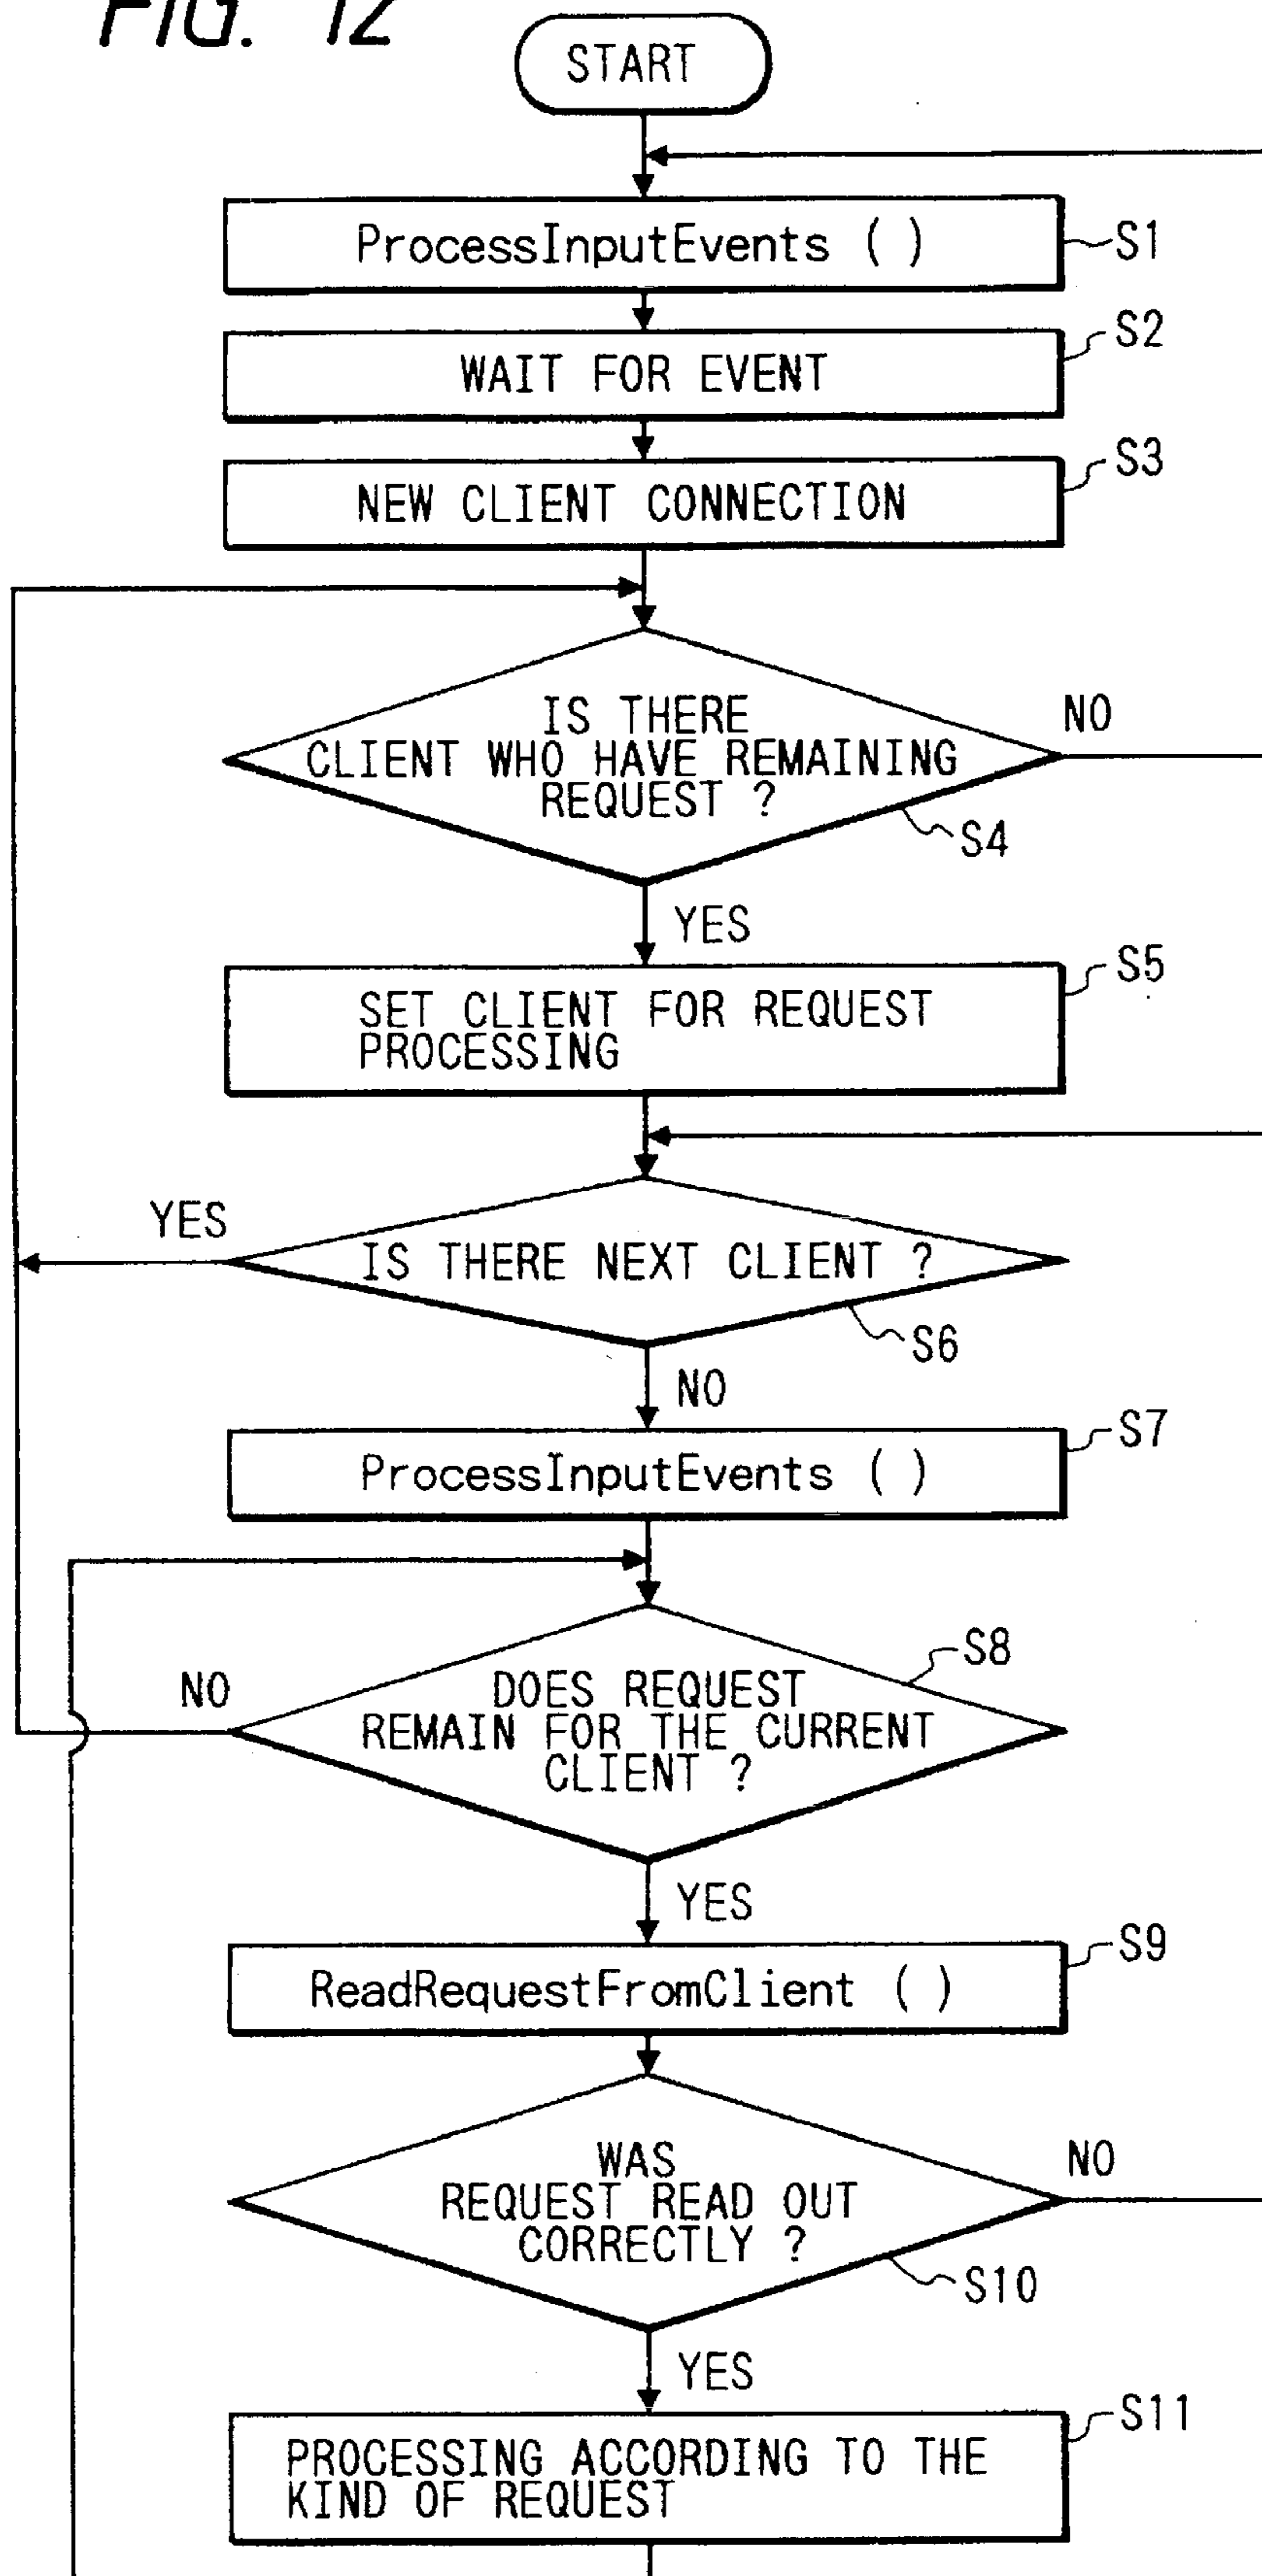 FIG. 12
START
ProcessInputEvents ( )
S1
WAIT FOR EVENT
S2
NEW CLIENT CONNECTION
S3
IS THERE
CLIENT WHO HAVE REMAINING
REQUEST ?
NO
S4
YES
SET CLIENT FOR REQUEST
PROCESSING
S5
YES
IS THERE NEXT CLIENT ?
S6
NO
ProcessInputEvents ( )
S7
NO
DOES REQUEST
REMAIN FOR THE CURRENT
CLIENT ?
S8
YES
ReadRequestFromClient ( )
S9
WAS
REQUEST READ OUT
CORRECTLY ?
NO
S10
YES
PROCESSING ACCORDING TO THE
KIND OF REQUEST
S11